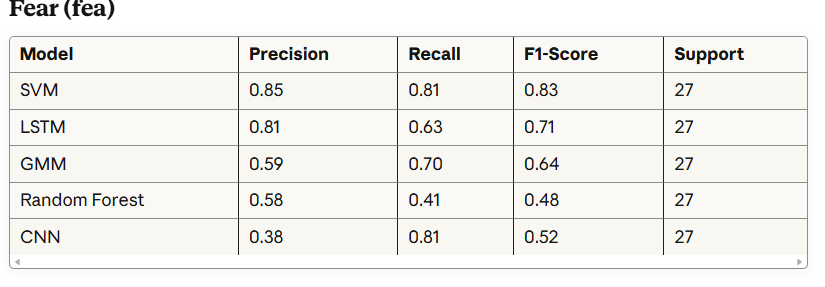 Fear (fea)
Model Precision Recall F1-Score Support
SVM 0.85 0.81 0.83 27
LSTM 0.81 0.63 0.71 27
GMM 0.59 0.70 0.64 27
Random Forest 0.58 0.41 0.48 27
CNN 0.38 0.81 0.52 27